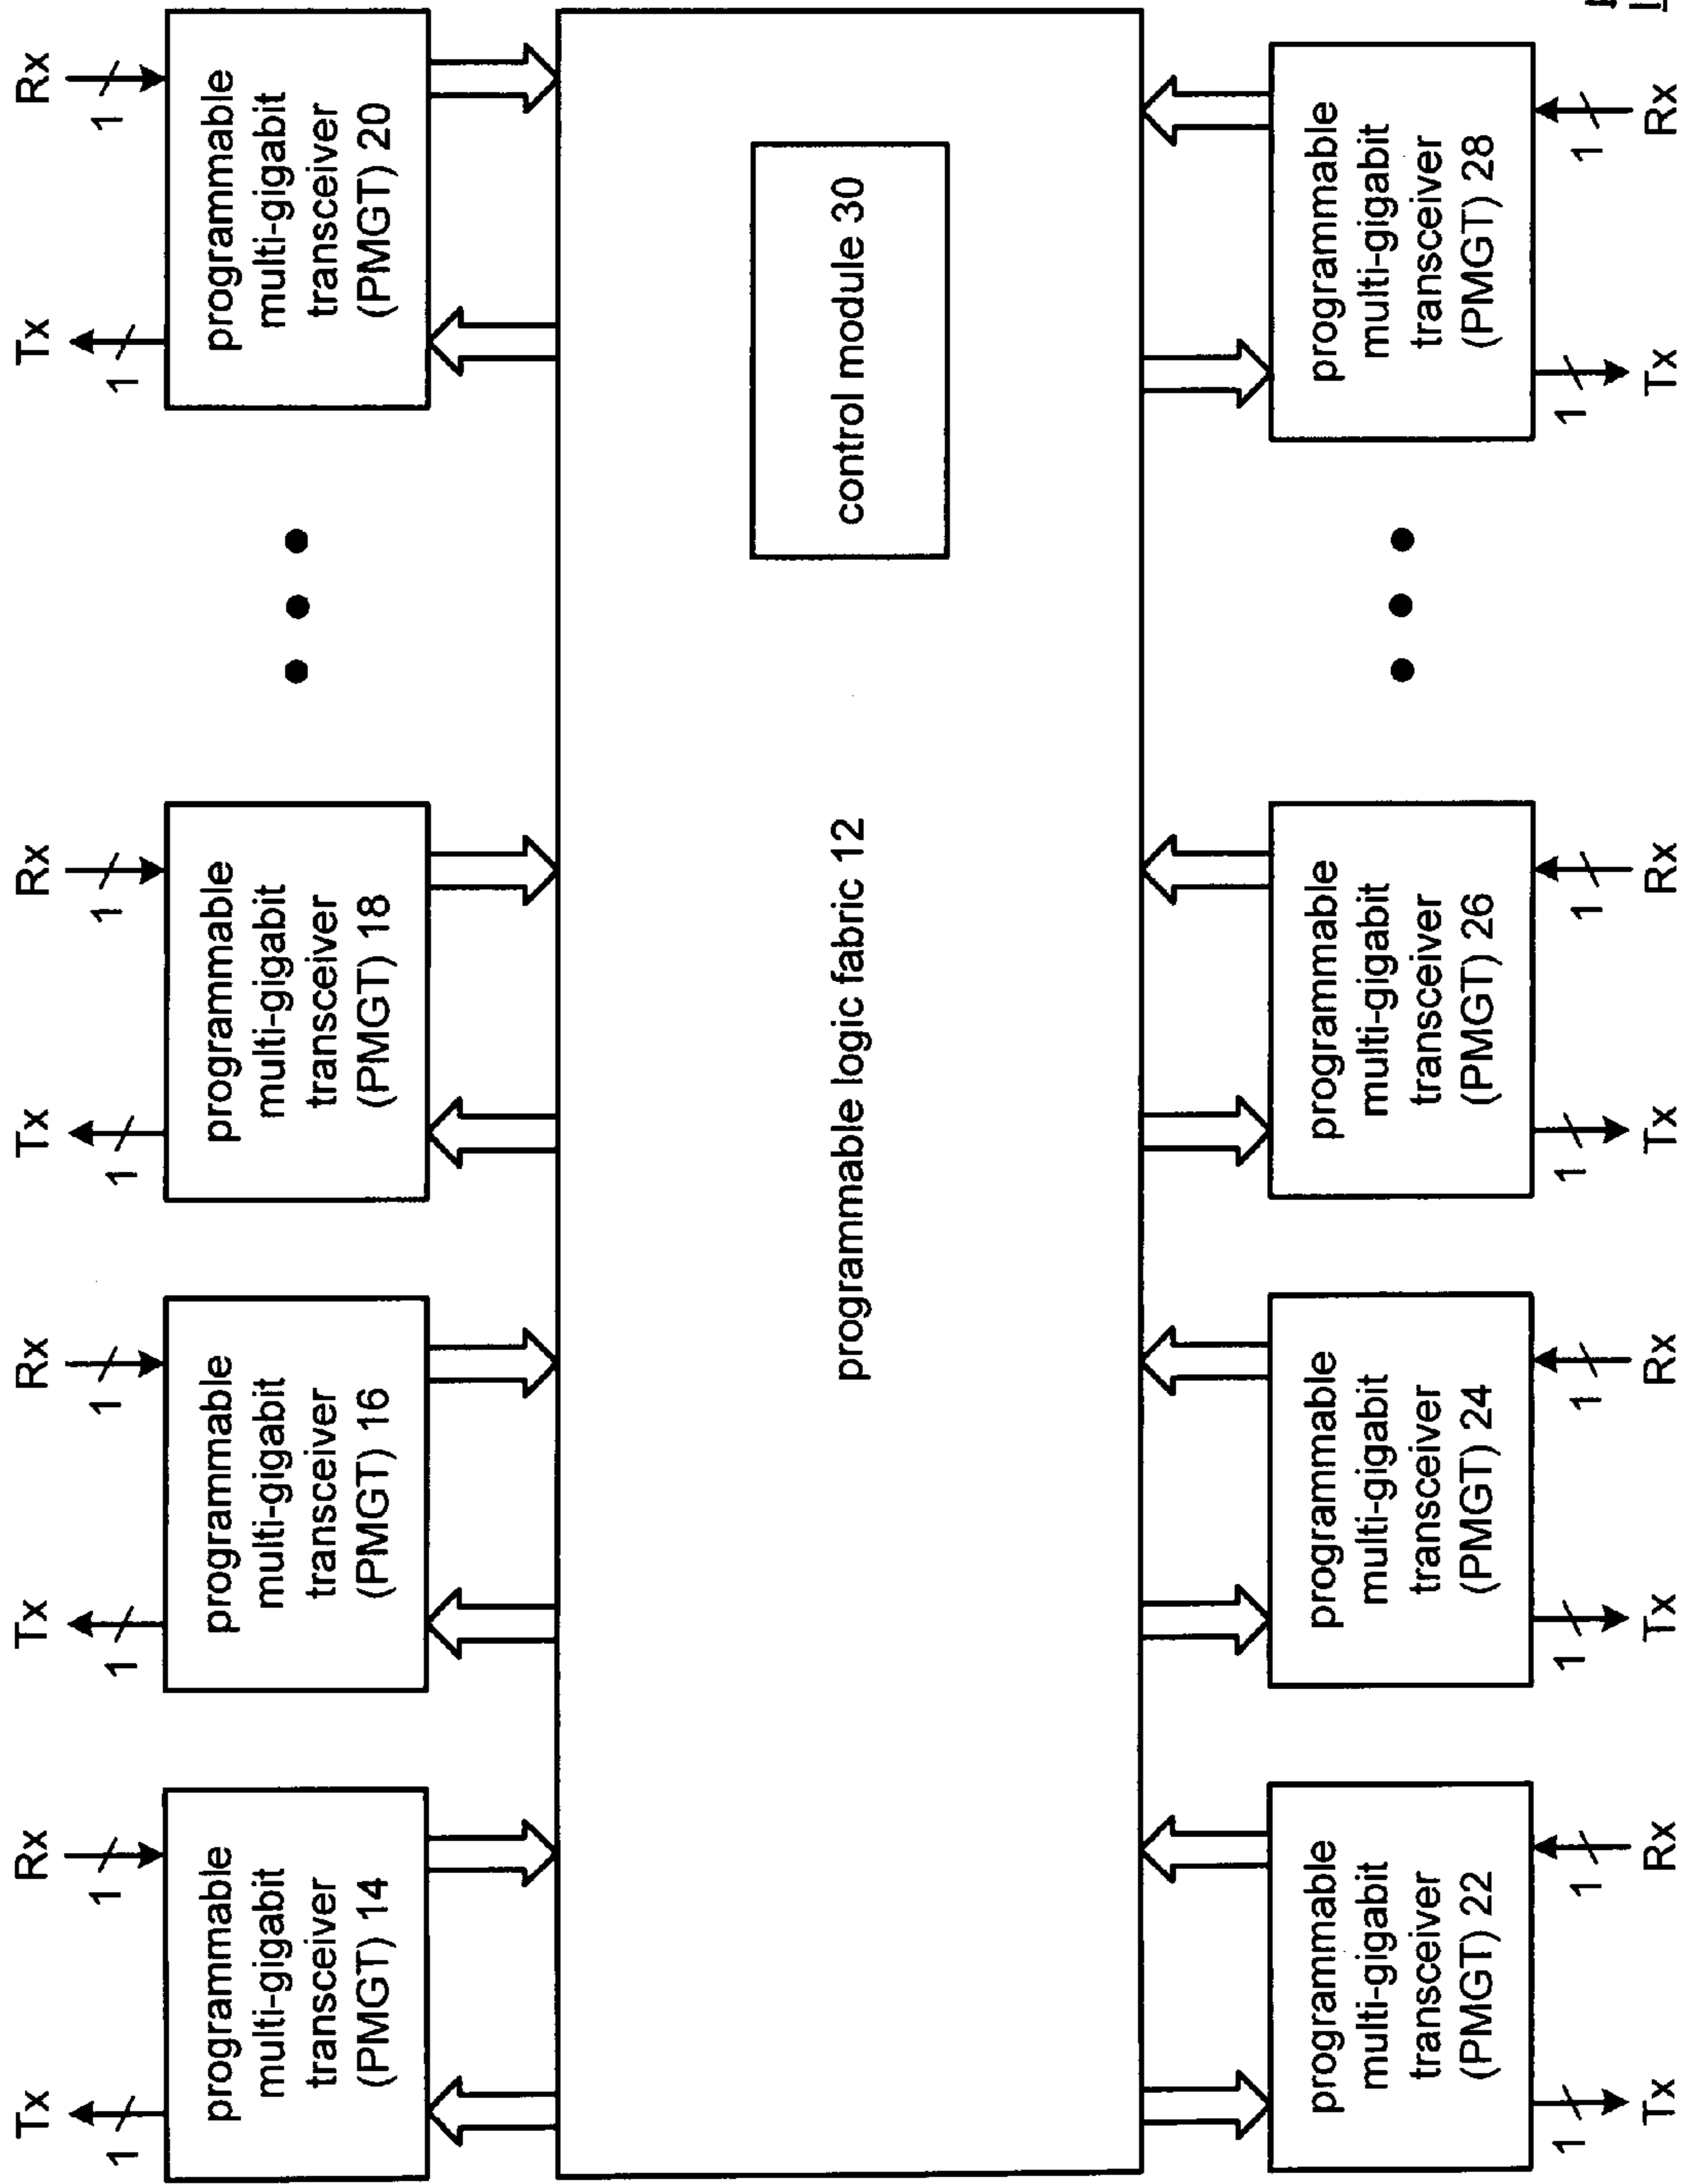 Tx
Rx
Tx
Rx
Tx
Rx
Tx
Rx
1
1
1
1
1
1
1
1
programmable
multi-gigabit
transceiver
(PMGT) 14
programmable
multi-gigabit
transceiver
(PMGT) 16
programmable
multi-gigabit
transceiver
(PMGT) 18
programmable
multi-gigabit
transceiver
(PMGT) 20
programmable logic fabric 12
control module 30
programmable
multi-gigabit
transceiver
(PMGT) 22
programmable
multi-gigabit
transceiver
(PMGT) 24
programmable
multi-gigabit
transceiver
(PMGT) 26
programmable
multi-gigabit
transceiver
(PMGT) 28
1
1
1
1
1
1
1
1
Tx
Rx
Tx
Rx
Tx
Rx
Tx
Rx